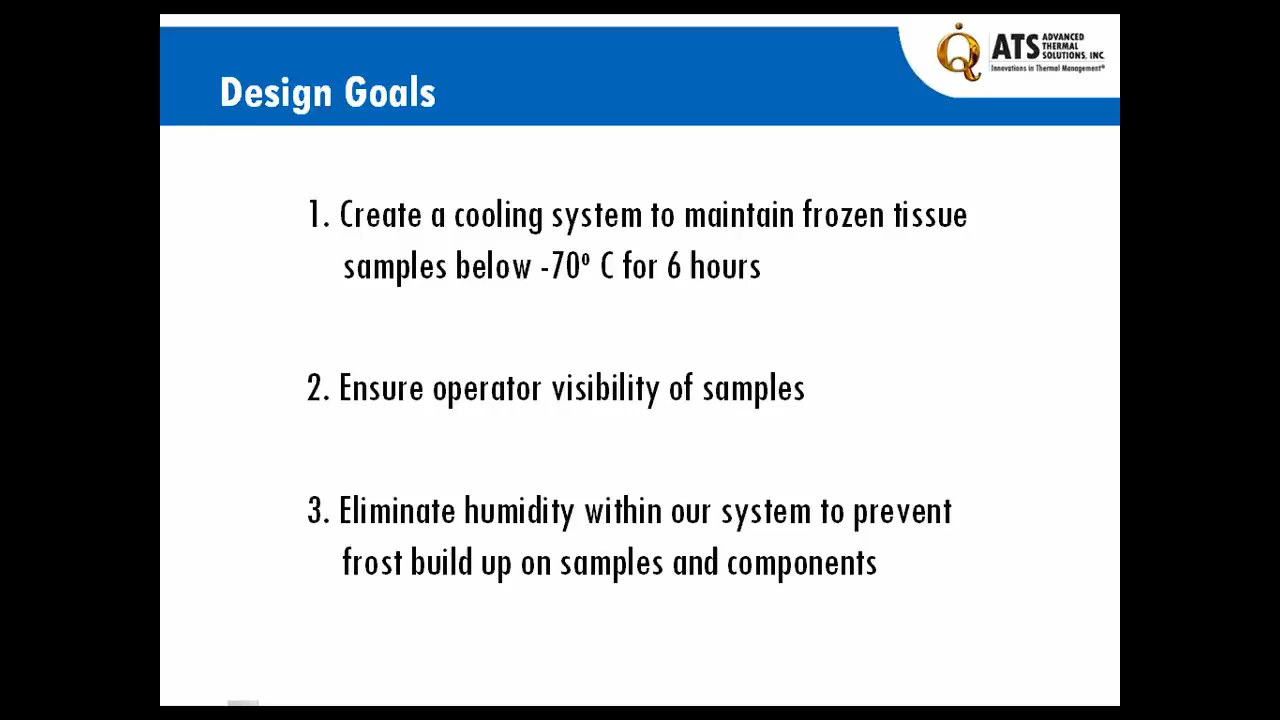 Design Goals
ATS ADVANCED
THERMAL
SOLUTIONS, INC.
Innovations in Thermal Management®
1. Create a cooling system to maintain frozen tissue
samples below -70º C for 6 hours
2. Ensure operator visibility of samples
3. Eliminate humidity within our system to prevent
frost build up on samples and components